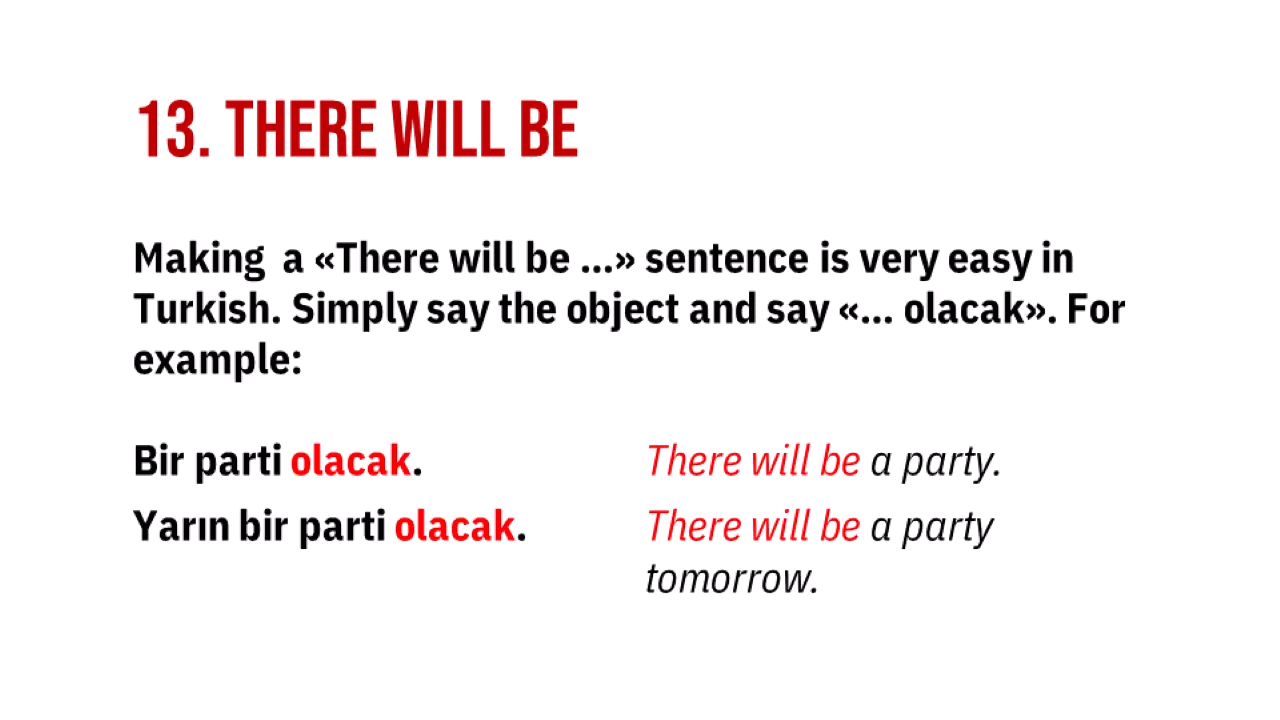 13. THERE WILL BE
Making  a «There will be ...» sentence is very easy in
Turkish. Simply say the object and say «... olacak». For
example:
Bir parti olacak.
There will be a party.
Yarın bir parti olacak.
There will be a party
tomorrow.